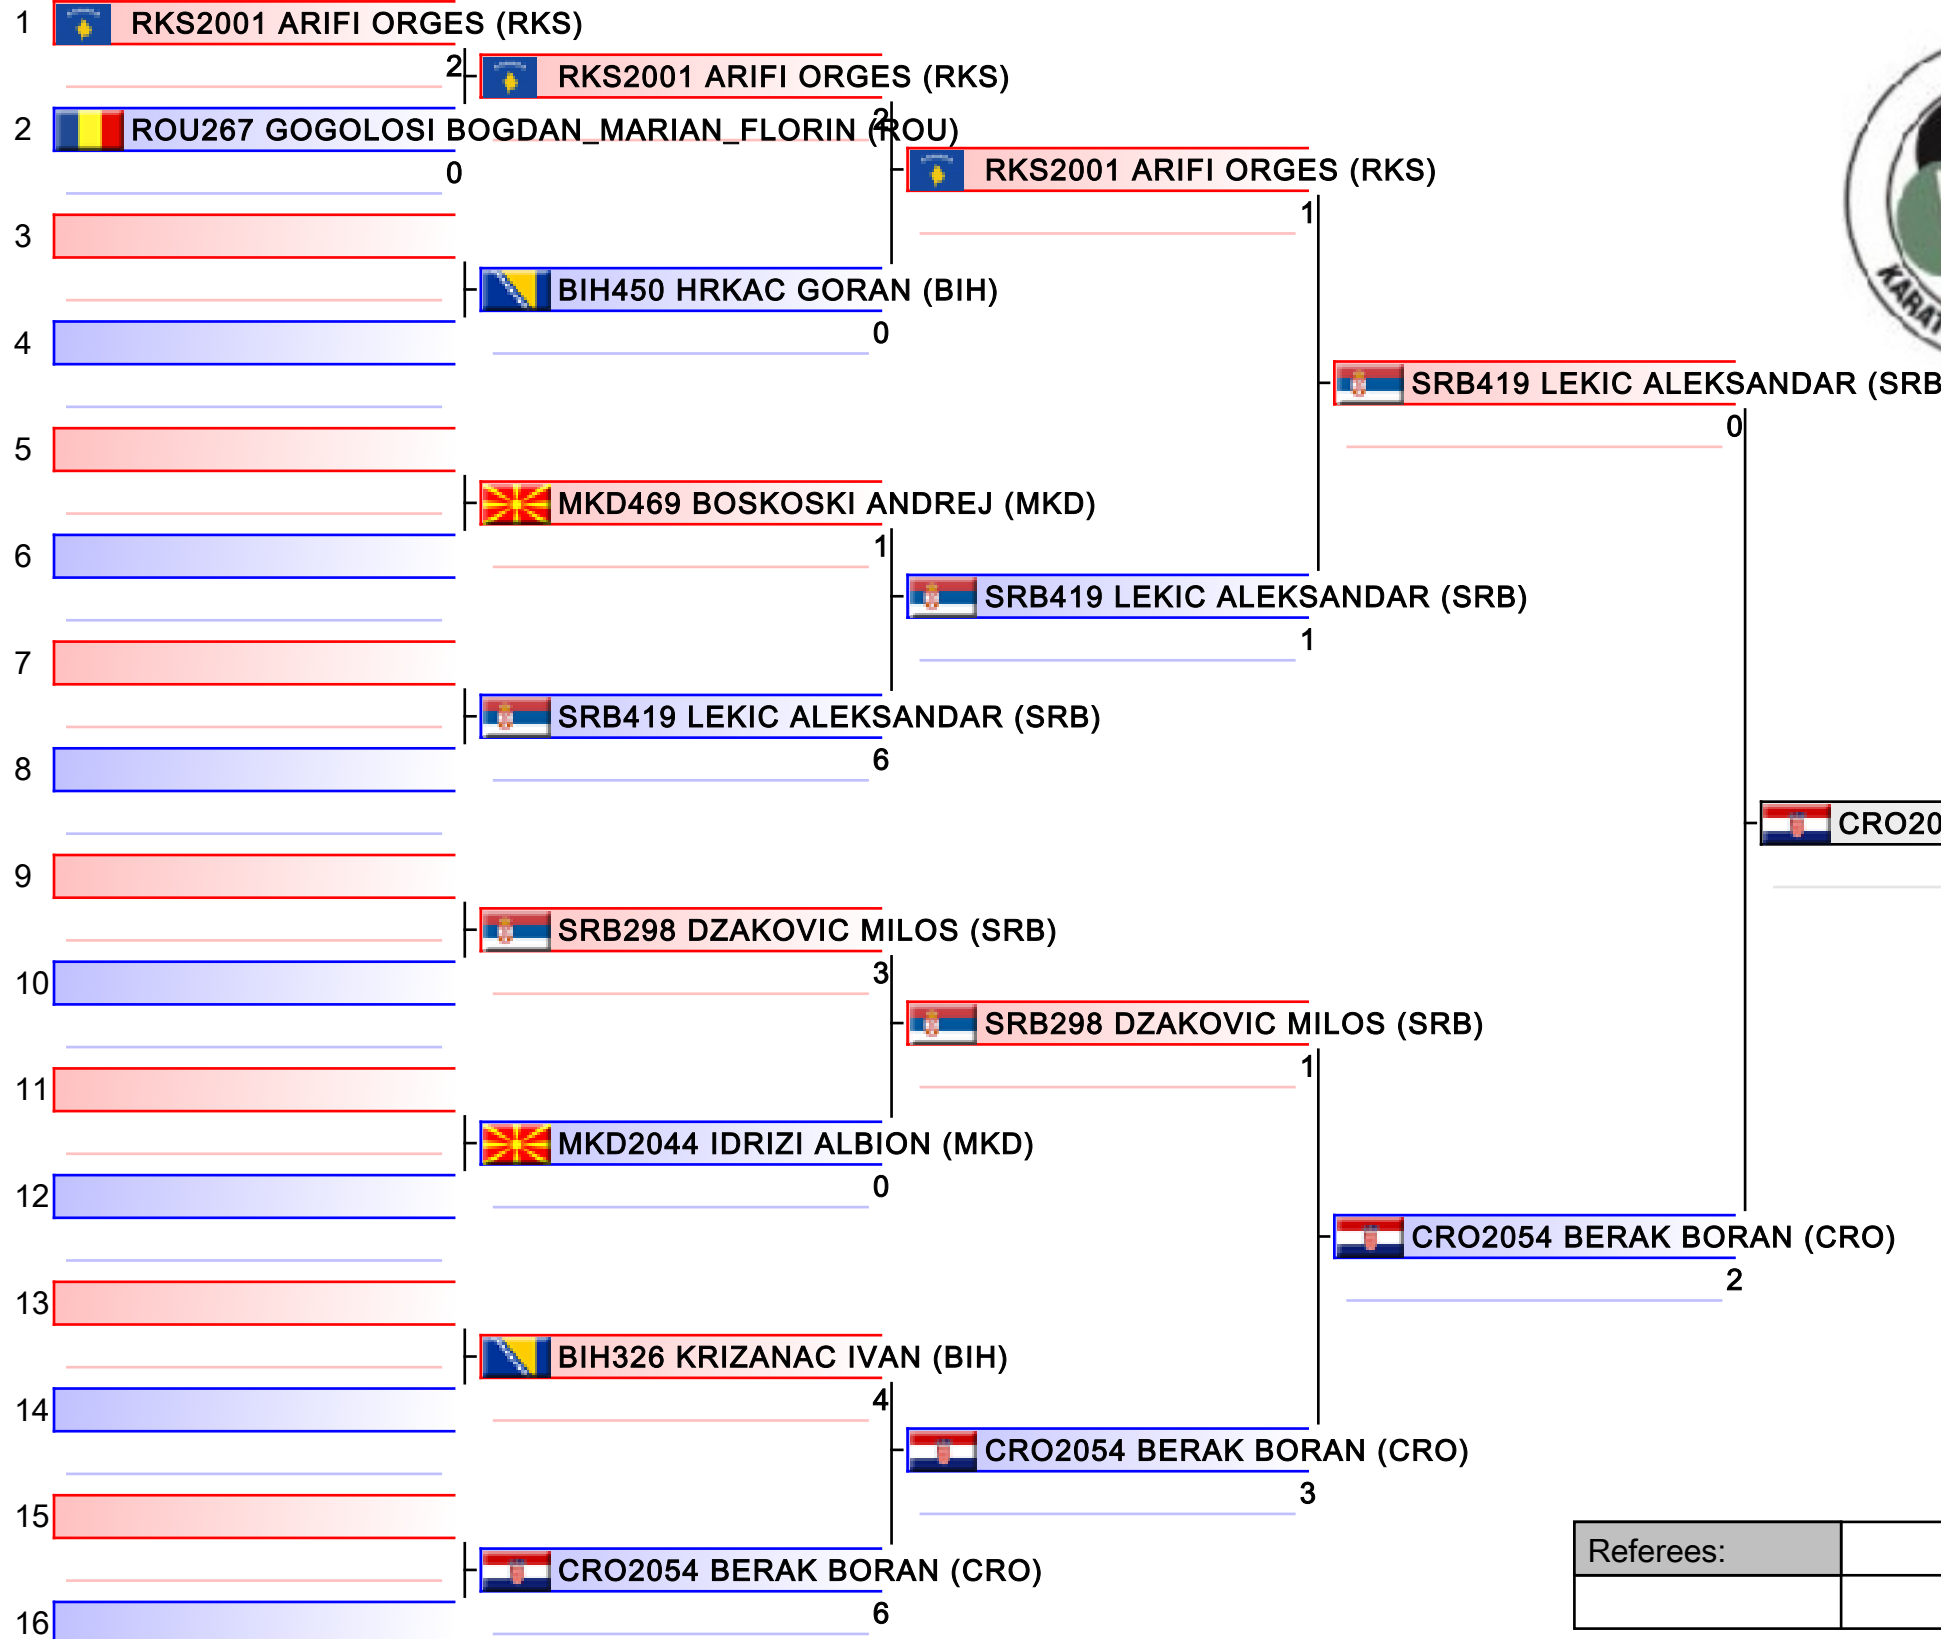 1 RKS2001 ARIFI ORGES (RKS)
2 RKS2001 ARIFI ORGES (RKS)
2 ROU267 GOGOLOSI BOGDAN_MARIAN_FLORIN (ROU)
2
0
RKS2001 ARIFI ORGES (RKS)
1
3
BIH450 HRKAC GORAN (BIH)
0
4
SRB419 LEKIC ALEKSANDAR (SRB
0
5
MKD469 BOSKOSKI ANDREJ (MKD)
1
6
SRB419 LEKIC ALEKSANDAR (SRB)
1
7
SRB419 LEKIC ALEKSANDAR (SRB)
6
8
CRO20
9
SRB298 DZAKOVIC MILOS (SRB)
3
10
SRB298 DZAKOVIC MILOS (SRB)
1
11
MKD2044 IDRIZI ALBION (MKD)
0
12
CRO2054 BERAK BORAN (CRO)
2
13
BIH326 KRIZANAC IVAN (BIH)
4
14
CRO2054 BERAK BORAN (CRO)
3
15
CRO2054 BERAK BORAN (CRO)
6
16
Referees:
KARAT